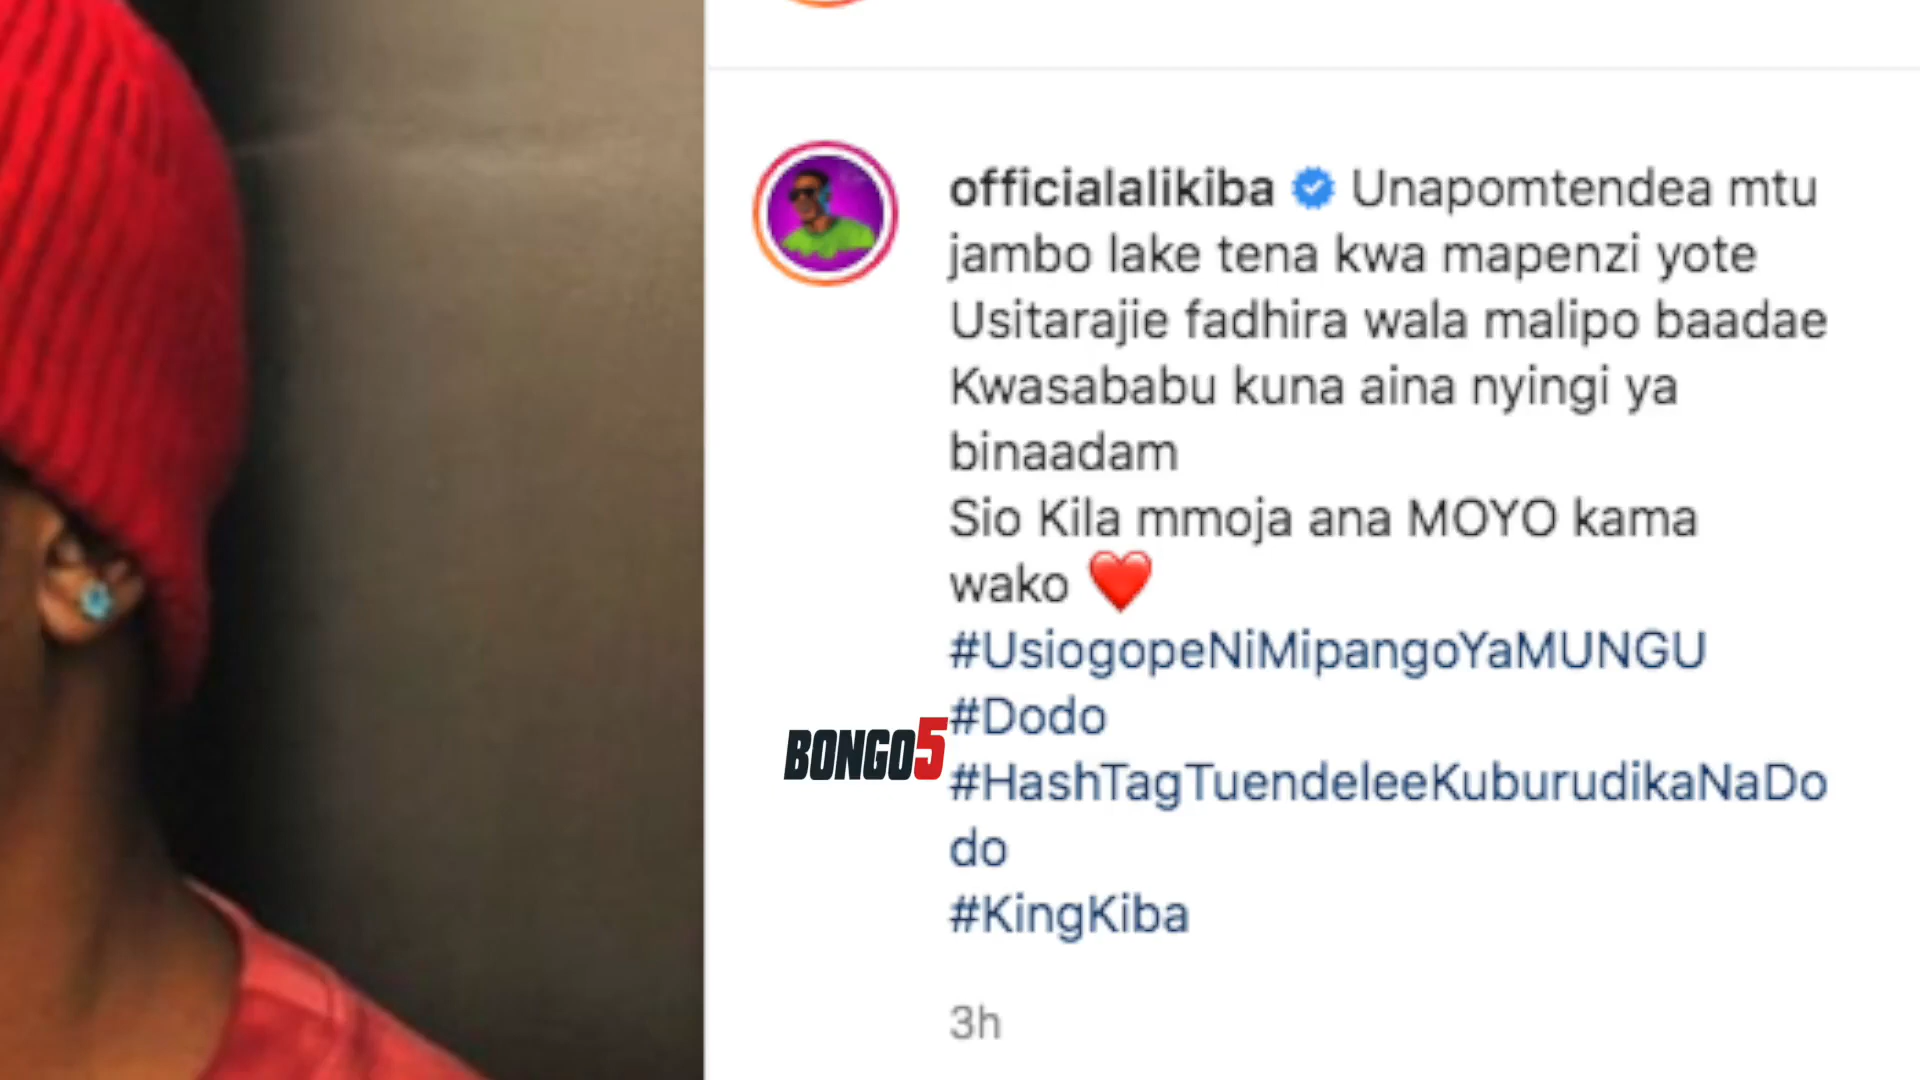 officialalikiba Unapomtendea mtu
jambo lake tena kwa mapenzi yote
Usitarajie fadhira wala malipo baadae
Kwasababu kuna aina nyingi ya
binaadam
Sio Kila mmoja ana MOYO kama
wako ❤️
#UsiogopeNiMipangoYaMUNGU
#Dodo
BONGO5
#HashTagTuendeleeKuburudikaNaDo
do
#KingKiba
3h